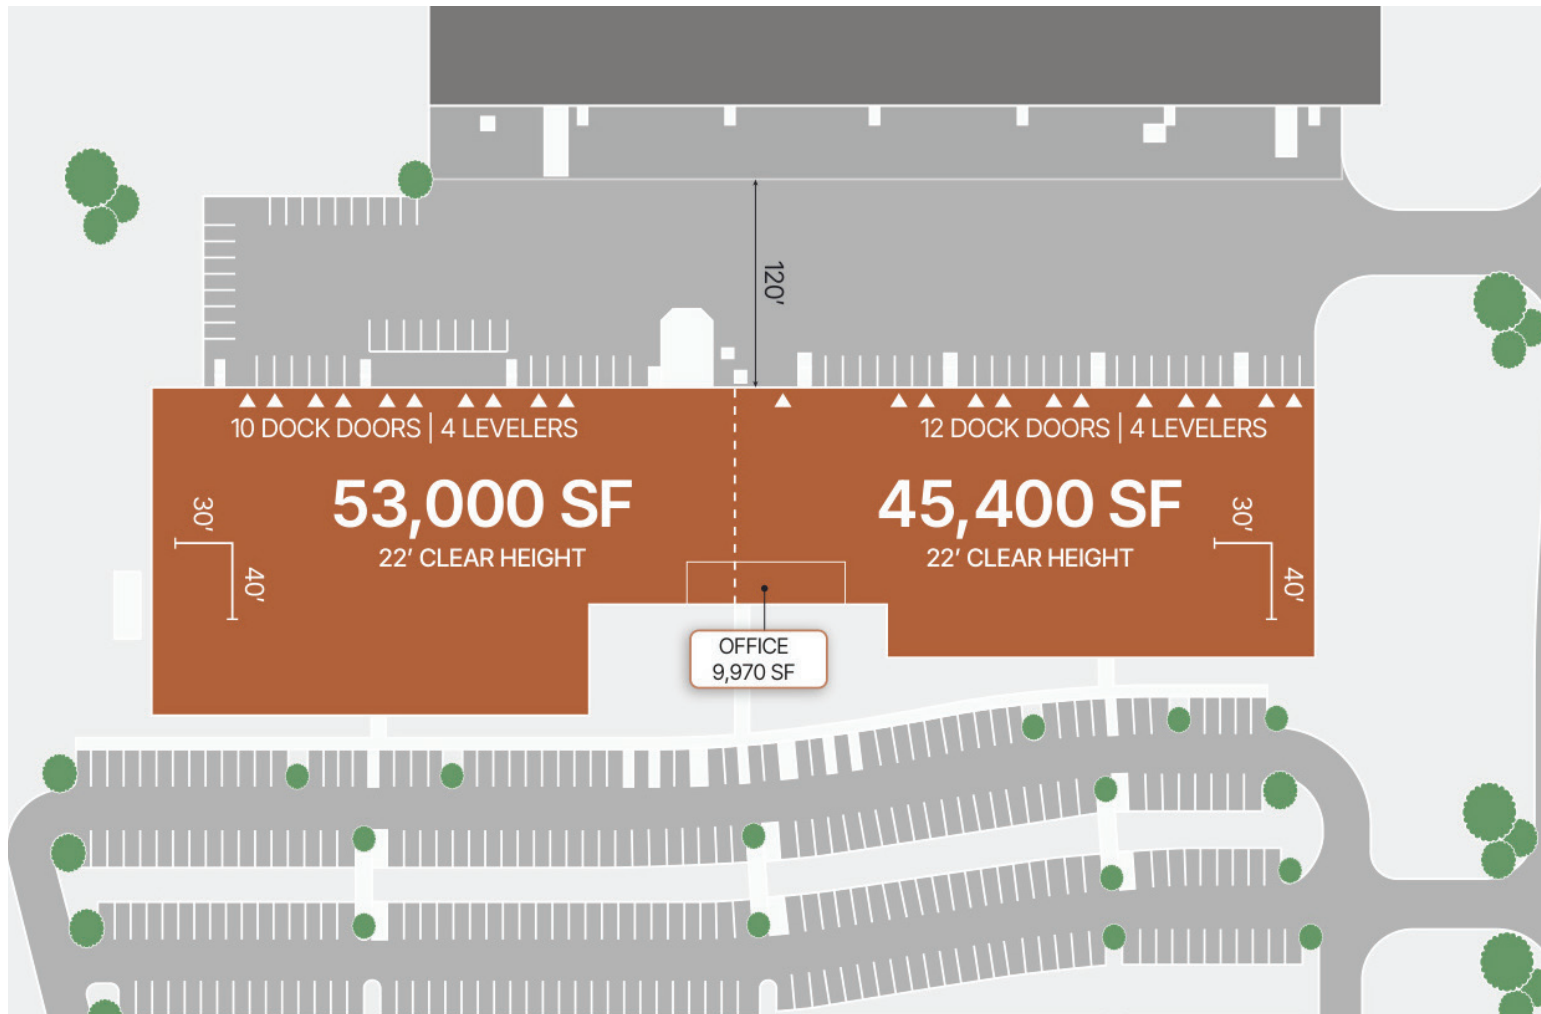 120’
10 DOCK DOORS | 4 LEVELERS
53,000 SF
22’ CLEAR HEIGHT
30’
40’
12 DOCK DOORS | 4 LEVELERS
45,400 SF
22’ CLEAR HEIGHT
30’
40’
OFFICE
9,970 SF